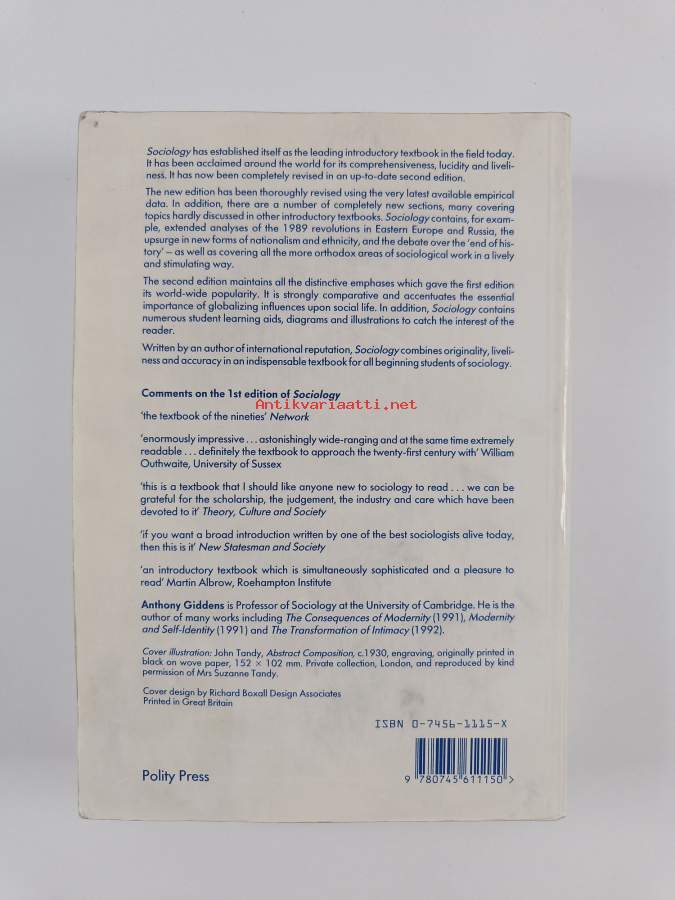 Sociology has established itself as the leading introductory textbook in the field today.
It has been acclaimed around the world for its comprehensiveness, lucidity and liveli-
ness. It has now been completely revised in an up-to-date second edition.
The new edition has been thoroughly revised using the very latest available empirical
data. In addition, there are a number of completely new sections, many covering
topics hardly discussed in other introductory textbooks. Sociology contains, for exam-
ple, extended analyses of the 1989 revolutions in Eastern Europe and Russia, the
upsurge in new forms of nationalism and ethnicity, and the debate over the 'end of his-
tory' – as well as covering all the more orthodox areas of sociological work in a lively
and stimulating way.
The second edition maintains all the distinctive emphases which gave the first edition
its world-wide popularity. It is strongly comparative and accentuates the essential
importance of globalizing influences upon social life. In addition, Sociology contains
numerous student learning aids, diagrams and illustrations to catch the interest of the
reader.
Written by an author of international reputation, Sociology combines originality, liveli-
ness and accuracy in an indispensable textbook for all beginning students of sociology.
Comments on the 1st edition of Sociology
Antikvariaatti.net
'the textbook of the nineties' Network
'enormously impressive . . . astonishingly wide-ranging and at the same time extremely
readable . . . definitely the textbook to approach the twenty-first century with' William
Outhwaite, University of Sussex
'this is a textbook that I should like anyone new to sociology to read . . . we can be
grateful for the scholarship, the judgement, the industry and care which have been
devoted to it' Theory, Culture and Society
'if you want a broad introduction written by one of the best sociologists alive today,
then this is it' New Statesman and Society
'an introductory textbook which is simultaneously sophisticated and a pleasure to
read' Martin Albrow, Roehampton Institute
Anthony Giddens is Professor of Sociology at the University of Cambridge. He is the
author of many works including The Consequences of Modernity (1991), Modernity
and Self-Identity (1991) and The Transformation of Intimacy (1992).
Cover illustration: John Tandy, Abstract Composition, c.1930, engraving, originally printed in
black on wove paper, 152 × 102 mm. Private collection, London, and reproduced by kind
permission of Mrs Suzanne Tandy.
Cover design by Richard Boxall Design Associates
Printed in Great Britain
ISBN 0-7456-1115-X
Polity Press
9 780745 611150 >